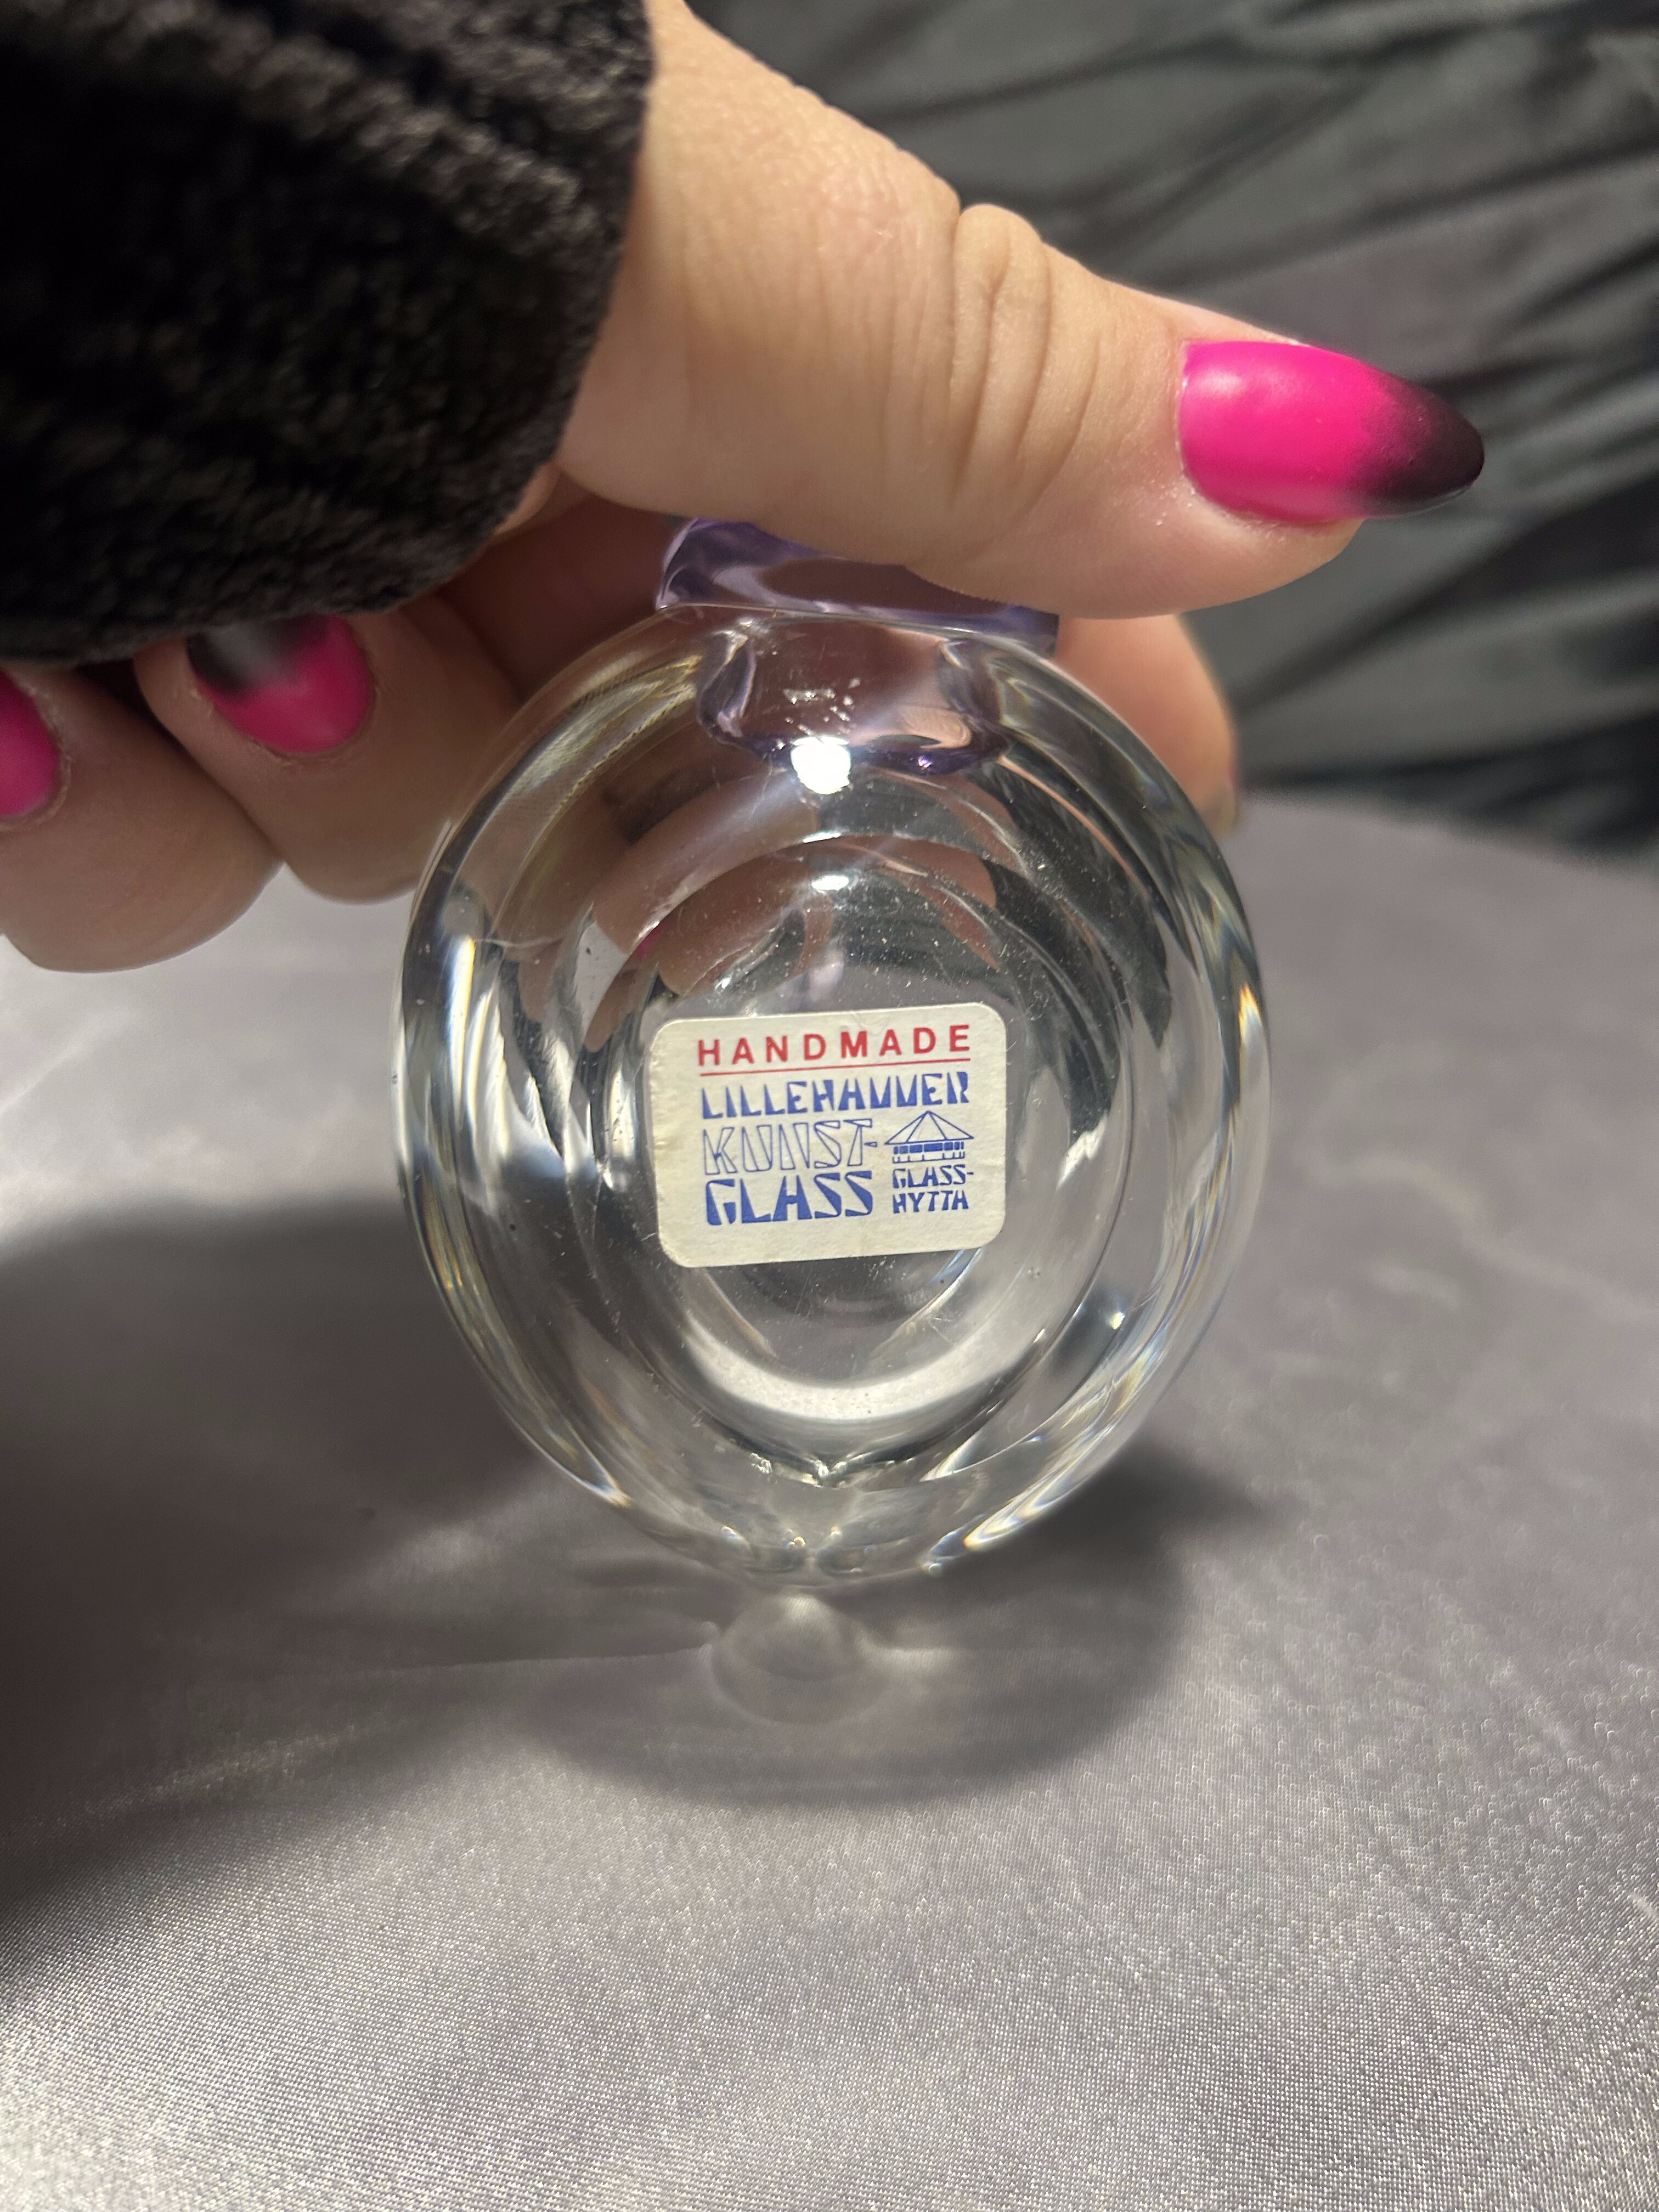 HANDMADE
LILLEHAMMER
KUNST-
GLASS
GLASS-
HYTTA